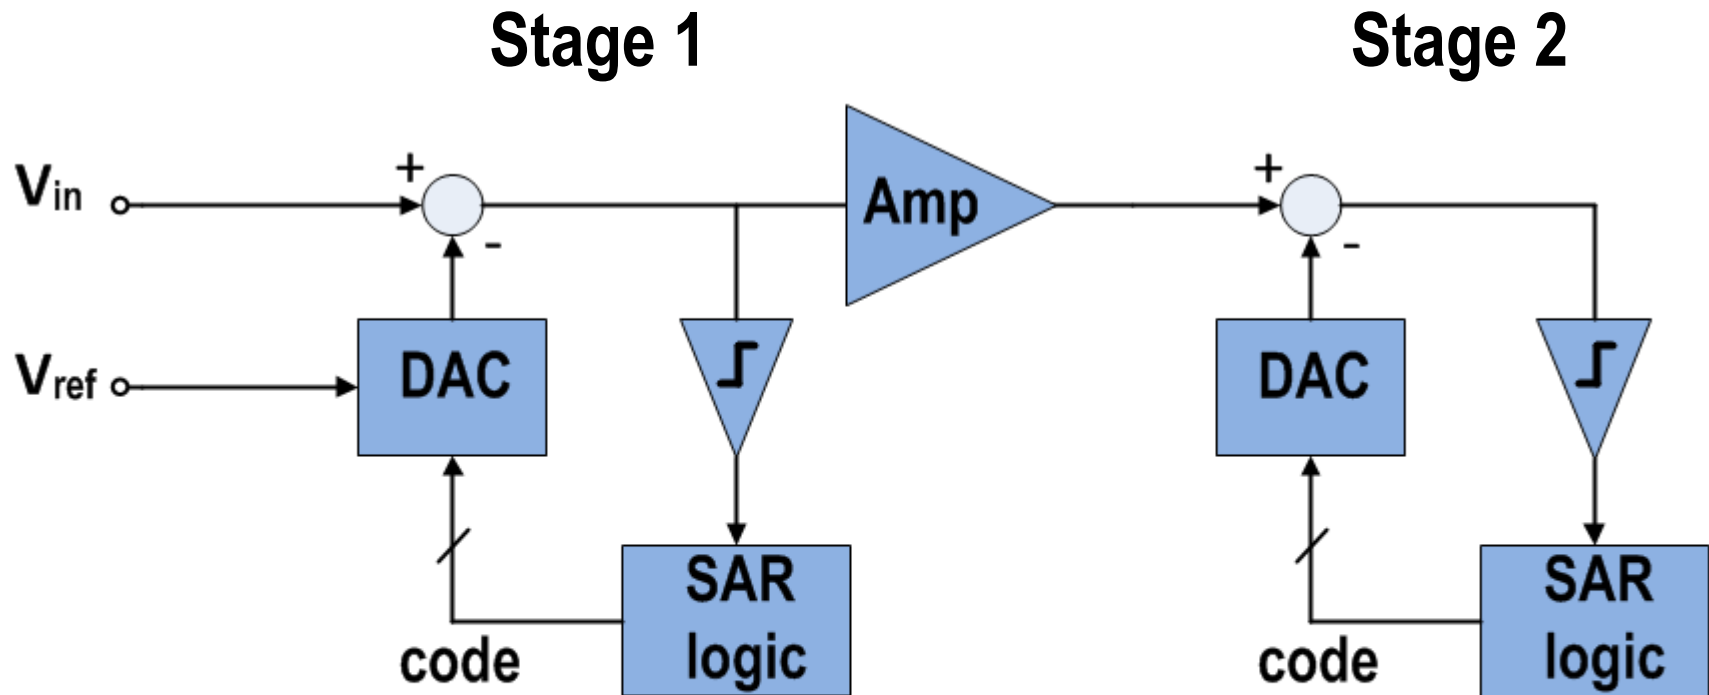 Stage 1
Stage 2
+
+
Vin
Amp
-
-
Vref
DAC
DAC
SAR
logic
SAR
logic
code
code